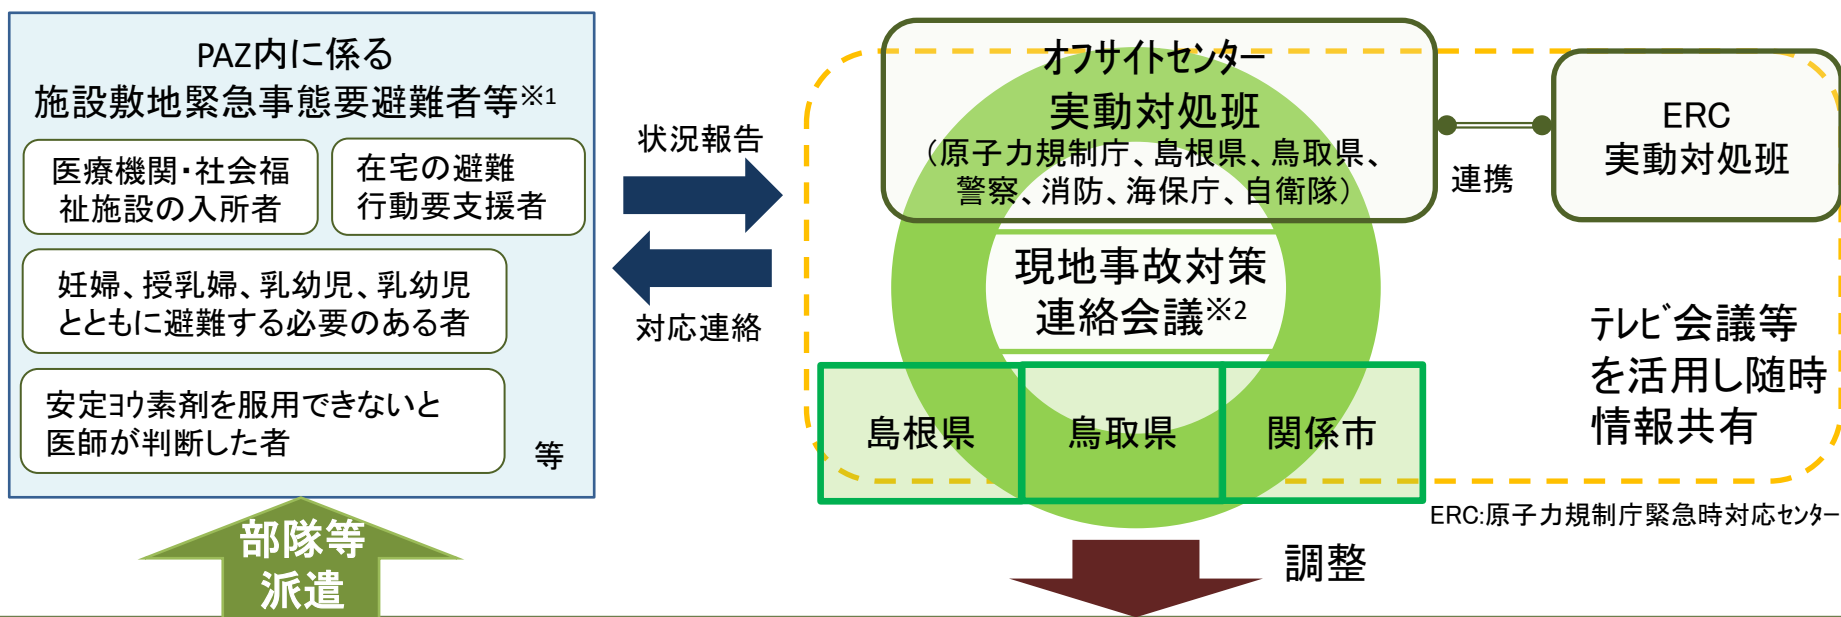 PAZ内に係る
施設敷地緊急事態要避難者等※1
医療機関・社会福
祉施設の入所者
在宅の避難
行動要支援者
妊婦、授乳婦、乳幼児、乳幼児
とともに避難する必要のある者
安定ﾖｳ素剤を服用できないと
医師が判断した者
等
部隊等
派遣
状況報告
対応連絡
オフサイトセンター
実動対処班
（原子力規制庁、島根県、鳥取県、
警察、消防、海保庁、自衛隊）
連携
ERC
実動対処班
現地事故対策
連絡会議※2
島根県
鳥取県
関係市
ﾃﾚﾋﾞ会議等
を活用し随時
情報共有
ERC:原子力規制庁緊急時対応ｾﾝﾀｰ
調整